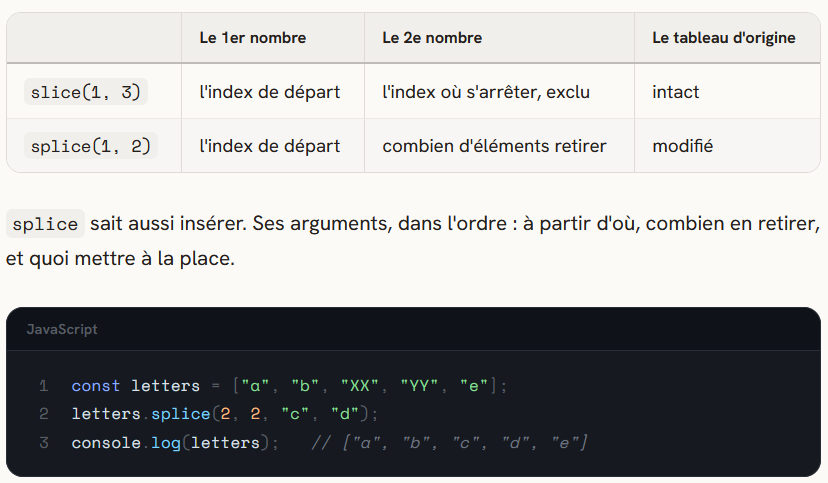 Le 1er nombre Le 2e nombre Le tableau d'origine
slice(1, 3) l'index de départ l'index où s'arrêter, exclu intact
splice(1, 2) l'index de départ combien d'éléments retirer modifié
splice sait aussi insérer. Ses arguments, dans l'ordre : à partir d'où, combien en retirer,
et quoi mettre à la place.
JavaScript
1 const letters = ["a", "b", "XX", "YY", "e"];
2 letters.splice(2, 2, "c", "d");
3 console.log(letters); // ["a", "b", "c", "d", "e"]